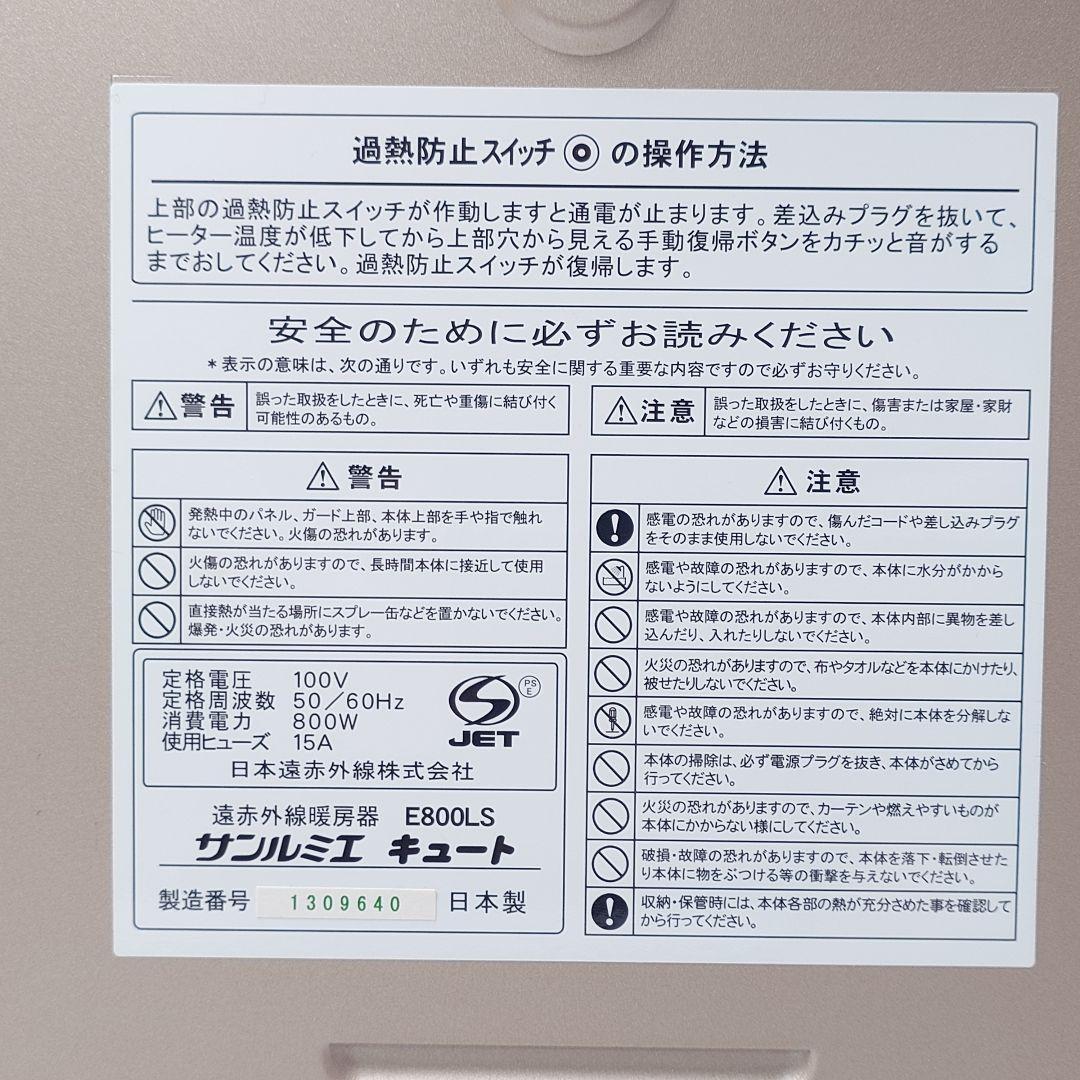 過熱防止スイッチ◎の操作方法
上部の過熱防止スイッチが作動しますと通電が止まります。差込みプラグを抜いて、
ヒーター温度が低下してから上部穴から見える手動復帰ボタンをカチッと音がする
までおしてください。過熱防止スイッチが復帰します。
安全のために必ずお読みください
*表示の意味は、次の通りです。いずれも安全に関する重要な内容ですので必ずお守りください。
警告
誤った取扱をしたときに、死亡や重傷に結び付く
可能性のあるもの。
注意
誤った取扱をしたときに、傷害または家屋・家財
などの損害に結び付くもの。
警告
発熱中のパネル、ガード上部、本体上部を手や指で触れ
ないでください。火傷の恐れがあります。
火傷の恐れがありますので、長時間本体に接近して使用
しないでください。
直接熱が当たる場所にスプレー缶などを置かないでください。
爆発・火災の恐れがあります。
定格電圧 100V
定格周波数 50／60Hz
消費電力 800W
使用ヒューズ 15A
PS
E
JET
日本遠赤外線株式会社
遠赤外線暖房器 E800LS
サンルミエ キュート
製造番号 1309640 日本製
注意
感電の恐れがありますので、傷んだコードや差し込みプラグ
をそのまま使用しないでください。
感電や故障の恐れがありますので、本体に水分がかから
ないようにしてください。
感電や故障の恐れがありますので、本体内部に異物を差し
込んだり、入れたりしないでください。
火災の恐れがありますので、布やタオルなどを本体にかけたり、
被せたりしないでください。
感電や故障の恐れがありますので、絶対に本体を分解しな
いでください。
本体の掃除は、必ず電源プラグを抜き、本体がさめてから
行ってください。
火災の恐れがありますので、カーテンや燃えやすいものが
本体にかからない様にしてください。
破損・故障の恐れがありますので、本体を落下・転倒させた
り本体に物をぶつける等の衝撃を与えないでください。
収納・保管時には、本体各部の熱が充分さめた事を確認して
から行ってください。